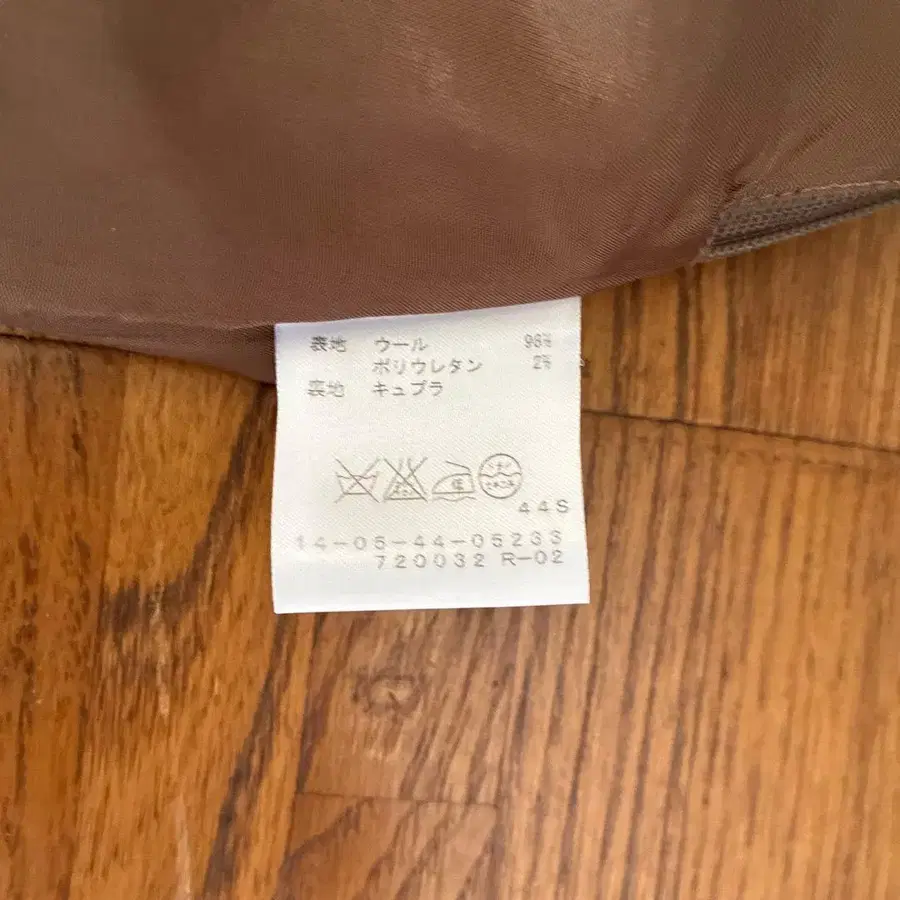 表地 ウール 98%
ポリウレタン 2%
裏地 キュプラ
44S
14-05-44-05233
720032 R-02